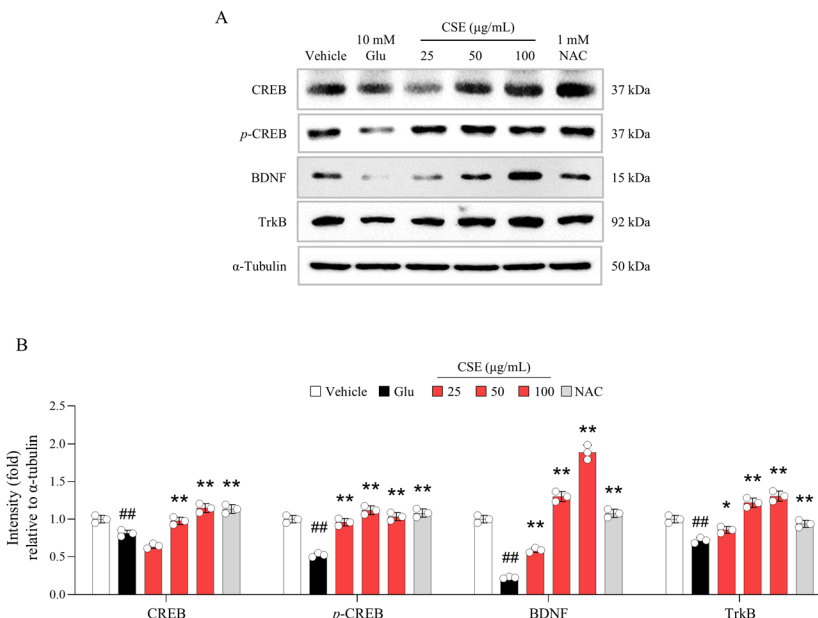 A
CSE (μg/mL)
10 mM
1 mM
Vehicle Glu 25 50 100 NAC
CREB 37 kDa
p-CREB 37 kDa
BDNF 15 kDa
TrkB 92 kDa
α-Tubulin 50 kDa
B
CSE (μg/mL)
Vehicle Glu 25 50 100 NAC
Intensity (fold)
relative to α-tubulin
2.5
2.0
1.5
1.0
0.5
0.0
## ** ** **
## ** ** ** **
## ** ** ** **
## * ** ** **
CREB p-CREB BDNF TrkB